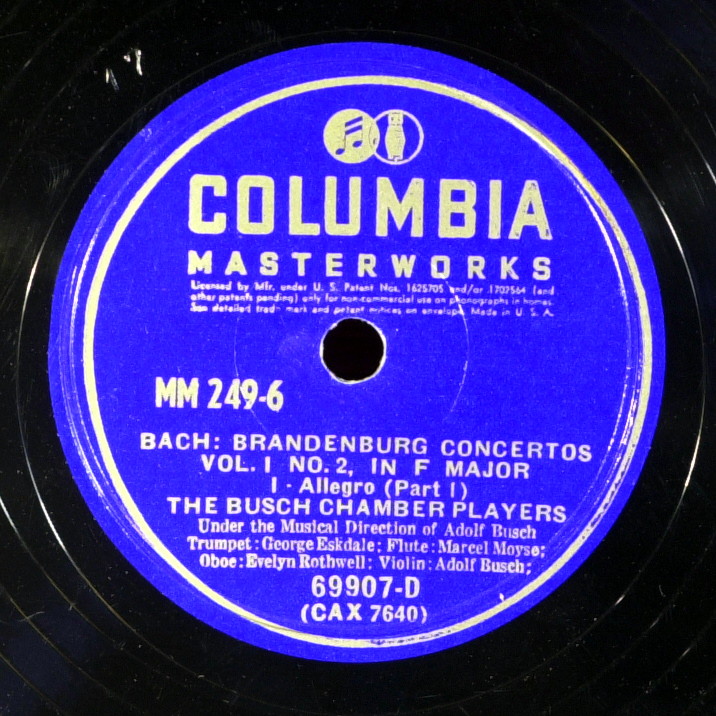 COLUMBIA
MASTERWORKS
Licensed by Mfr. under U. S. Patent Nos. 1625705 and/or 1702564 (and
other patents pending) only for non-commercial use on phonographs in homes.
See detailed trade mark and patent notices on envelope. Made in U. S. A.
MM 249-6
BACH: BRANDENBURG CONCERTOS
VOL. I NO. 2, IN F MAJOR
I - Allegro (Part I)
THE BUSCH CHAMBER PLAYERS
Under the Musical Direction of Adolf Busch
Trumpet: George Eskdale; Flute: Marcel Moyse;
Oboe: Evelyn Rothwell: Violin: Adolf Busch;
69907-D
(CAX 7640)